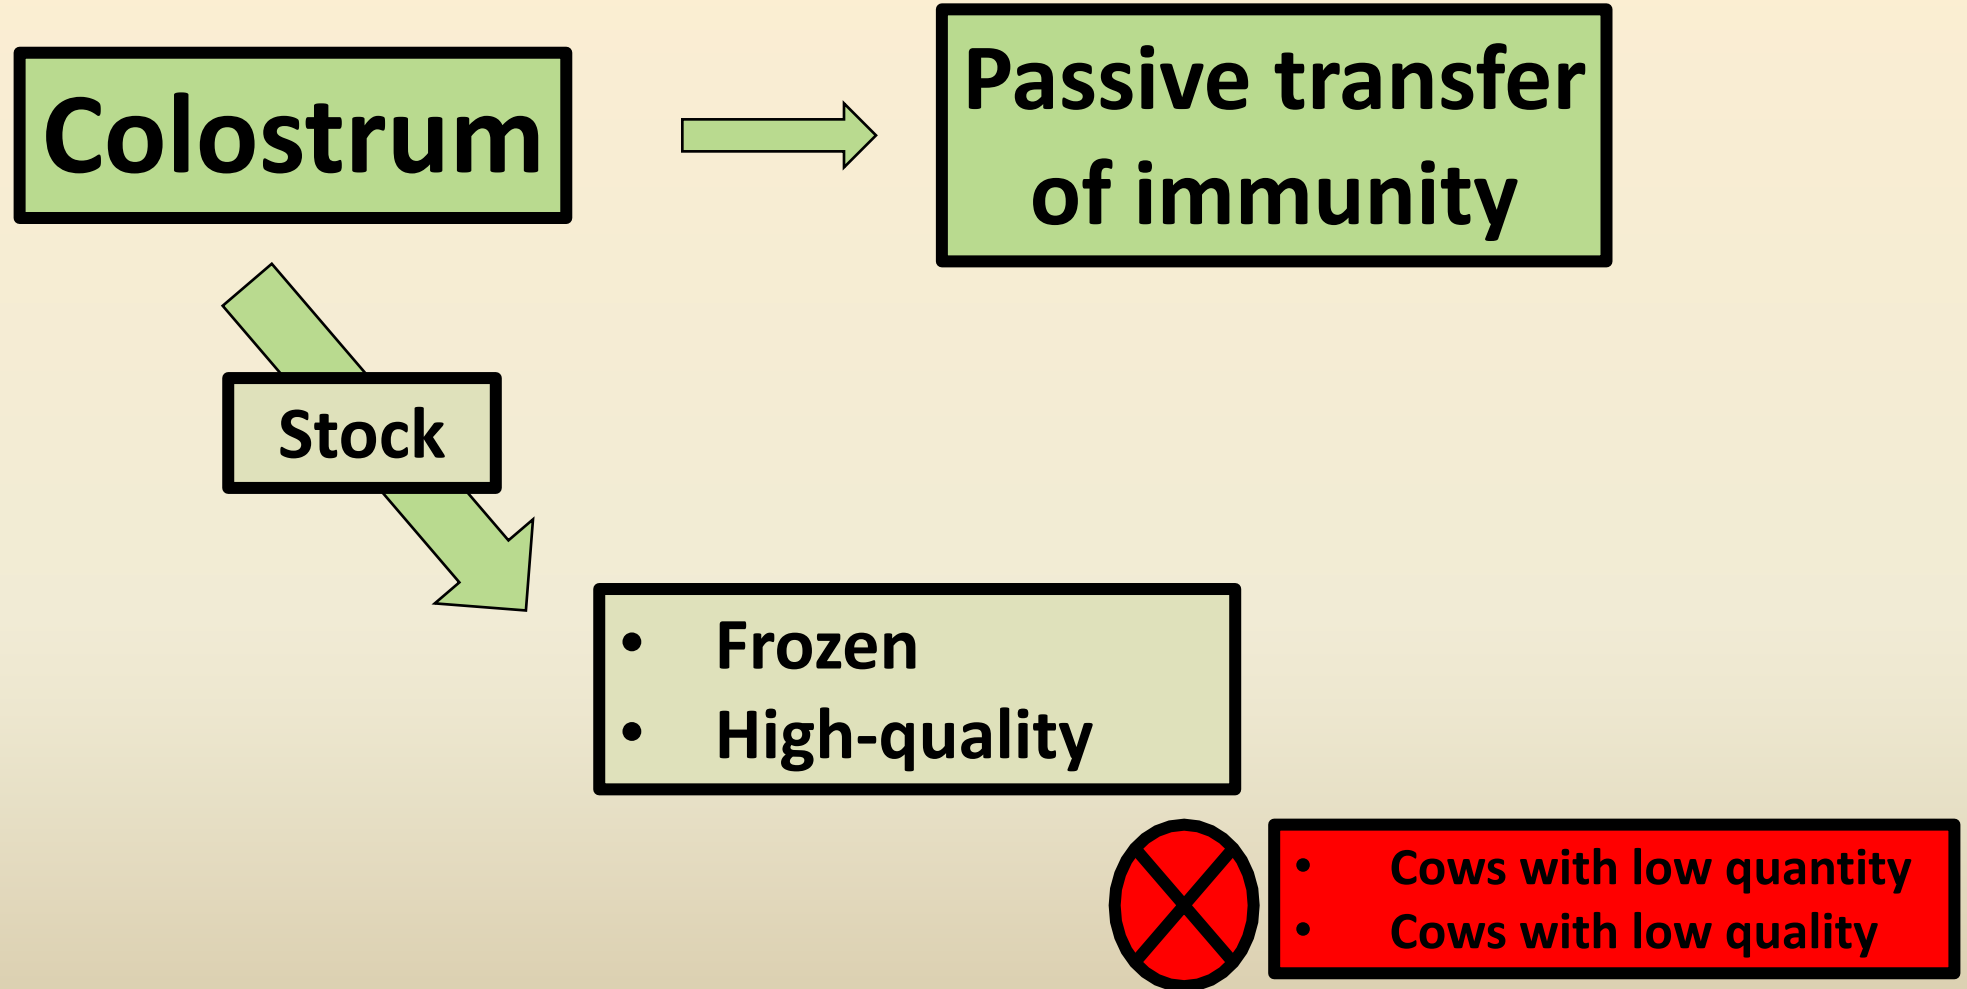 Colostrum
Passive transfer
of immunity
Stock
• Frozen
• High-quality
• Cows with low quantity
• Cows with low quality